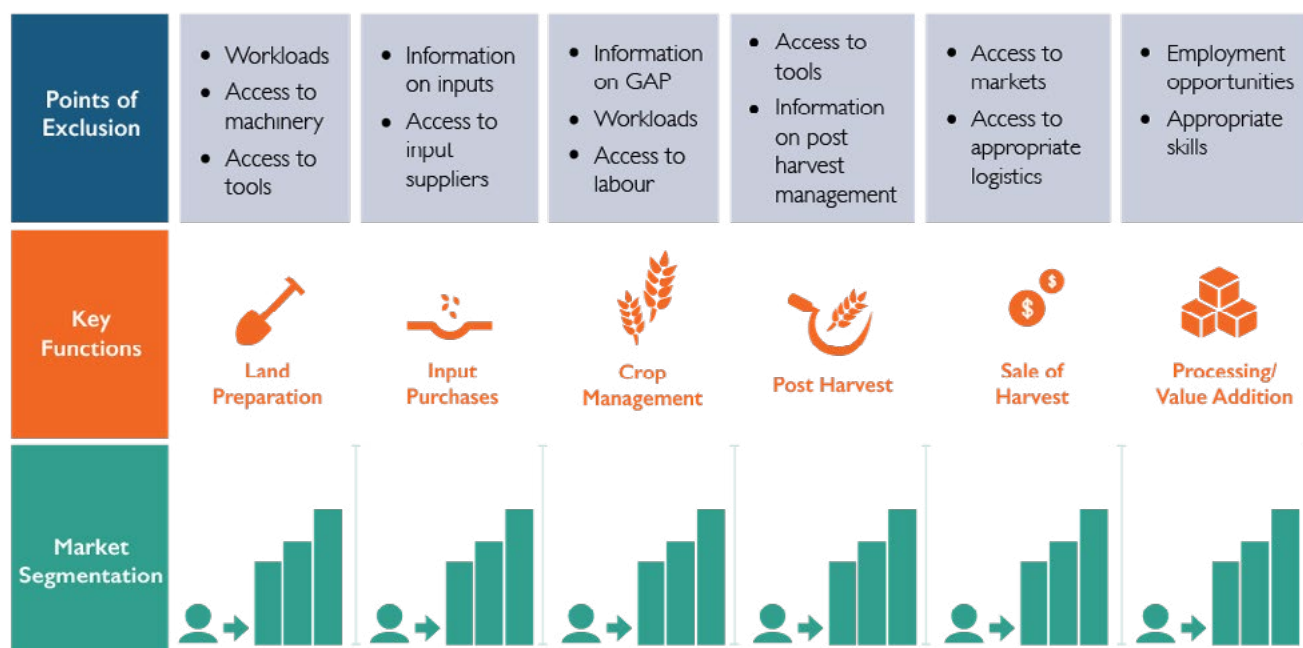 Points of
Exclusion
• Workloads
• Access to
machinery
• Access to
tools
• Information
on inputs
• Access to
input
suppliers
• Information
on GAP
• Workloads
• Access to
labour
• Access to
tools
• Information
on post
harvest
management
• Access to
markets
• Access to
appropriate
logistics
• Employment
opportunities
• Appropriate
skills
Key
Functions
Land
Preparation
Input
Purchases
Crop
Management
Post Harvest
$
$
Sale of
Harvest
Processing/
Value Addition
Market
Segmentation